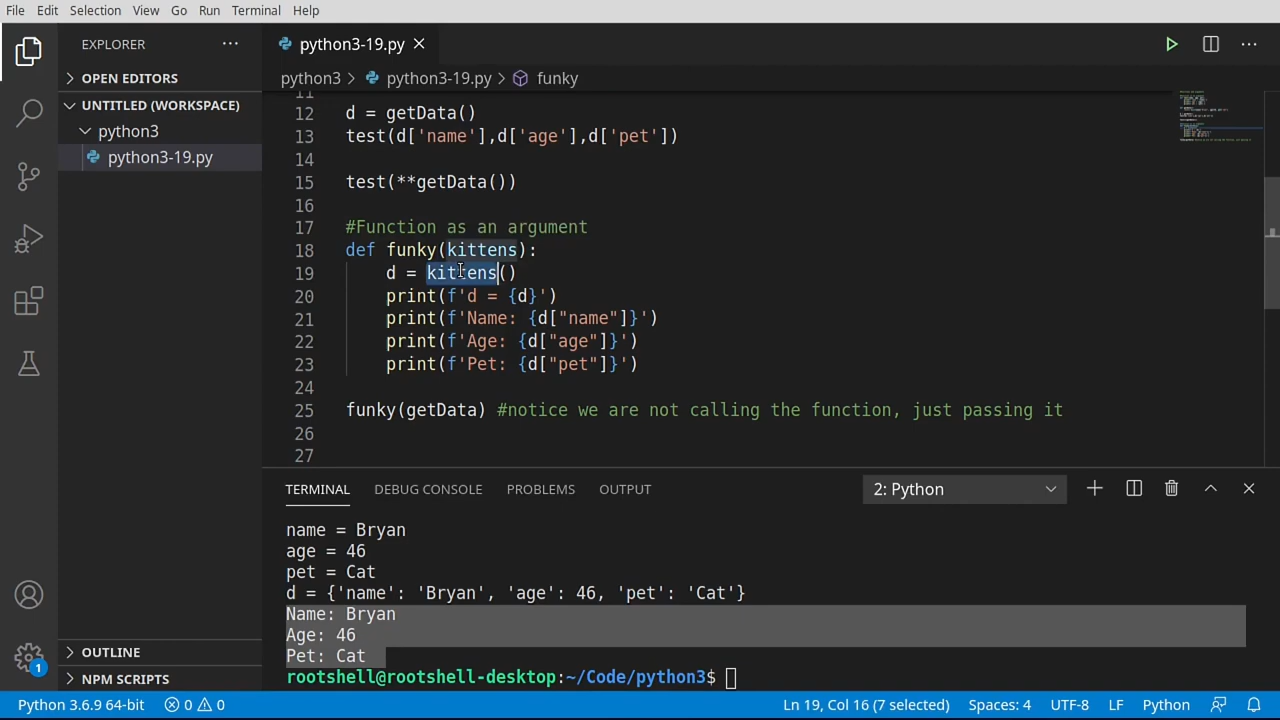 File Edit Selection View Go Run Terminal Help
EXPLORER
OPEN EDITORS
UNTITLED (WORKSPACE)
python3
python3-19.py
OUTLINE
NPM SCRIPTS
1
python3-19.py
python3 > python3-19.py > funky
11
12 d = getData()
13 test(d['name'],d['age'],d['pet'])
14
15 test(**getData())
16
17 #Function as an argument
18 def funky(kittens):
19 d = kittens()
20 print(f'd = {d}')
21 print(f'Name: {d["name"]}')
22 print(f'Age: {d["age"]}')
23 print(f'Pet: {d["pet"]}')
24
25 funky(getData) #notice we are not calling the function, just passing it
26
27
TERMINAL DEBUG CONSOLE PROBLEMS OUTPUT 2: Python
name = Bryan
age = 46
pet = Cat
d = {'name': 'Bryan', 'age': 46, 'pet': 'Cat'}
Name: Bryan
Age: 46
Pet: Cat
rootshell@rootshell-desktop:~/Code/python3$
Python 3.6.9 64-bit 0 0 Ln 19, Col 16 (7 selected) Spaces: 4 UTF-8 LF Python